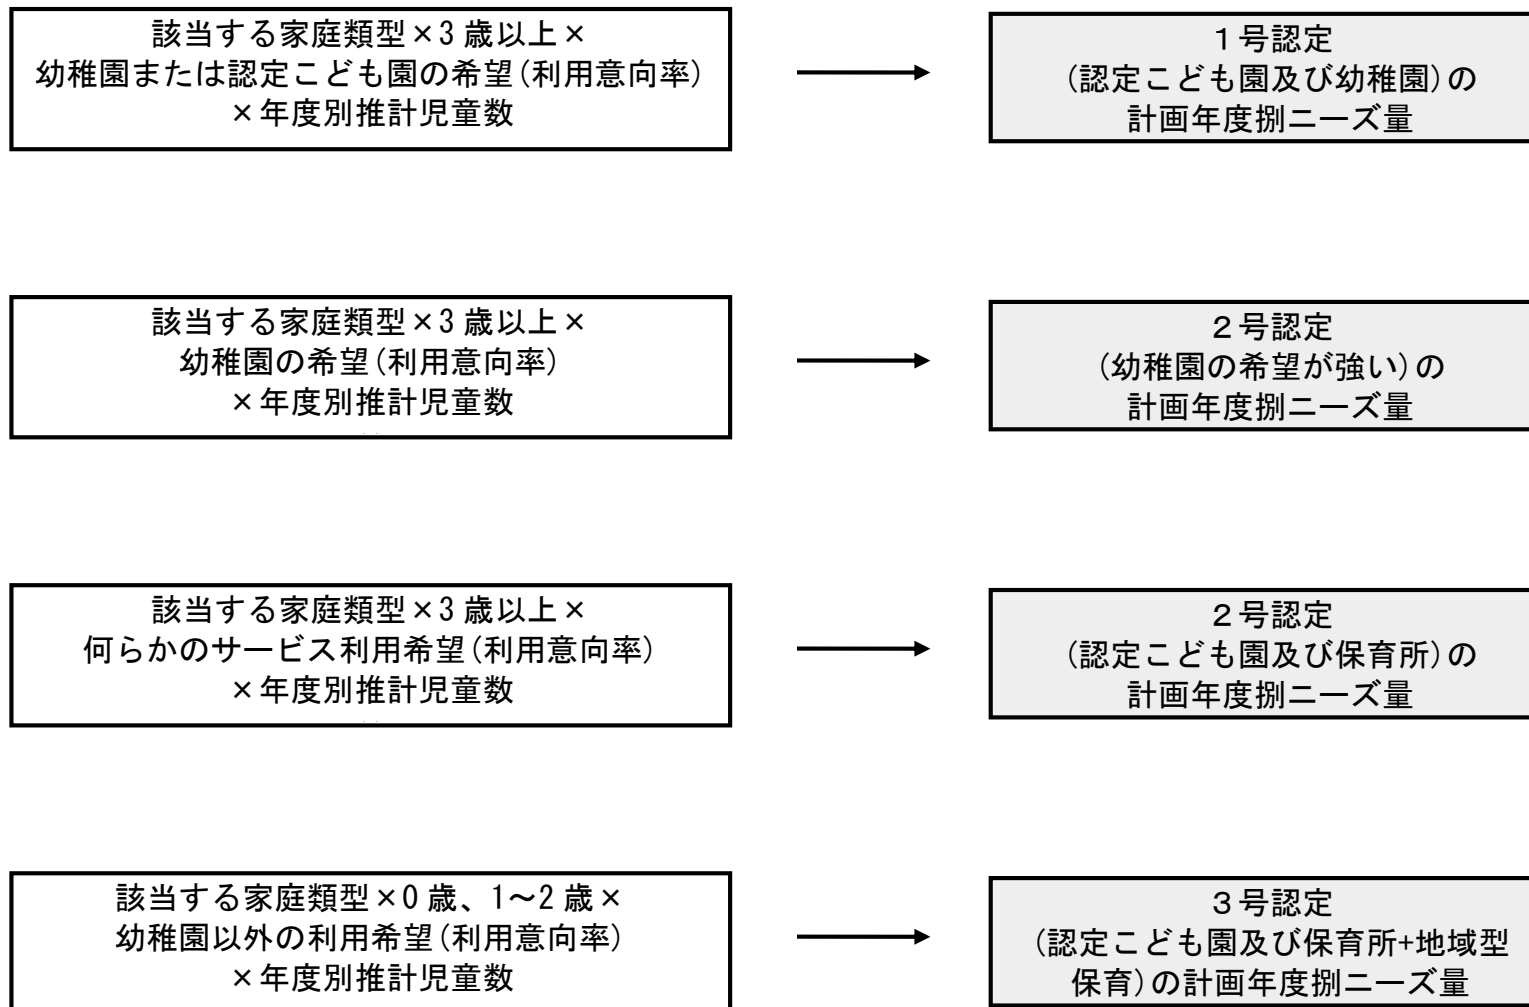 該当する家庭類型×3歳以上×
幼稚園または認定こども園の希望(利用意向率)
×年度別推計児童数
１号認定
(認定こども園及び幼稚園)の
計画年度捌ニーズ量
該当する家庭類型×3歳以上×
幼稚園の希望(利用意向率)
×年度別推計児童数
２号認定
(幼稚園の希望が強い)の
計画年度捌ニーズ量
該当する家庭類型×3歳以上×
何らかのサービス利用希望(利用意向率)
×年度別推計児童数
２号認定
(認定こども園及び保育所)の
計画年度捌ニーズ量
該当する家庭類型×0歳、1～2歳×
幼稚園以外の利用希望(利用意向率)
×年度別推計児童数
３号認定
(認定こども園及び保育所+地域型
保育)の計画年度捌ニーズ量